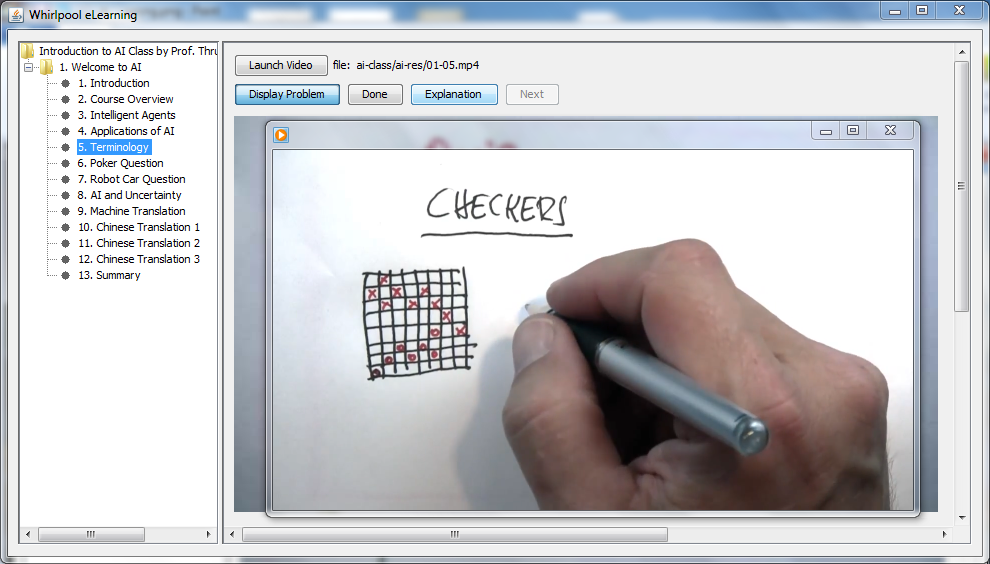 Whirlpool eLearning
Introduction to AI Class by Prof. Thru
1. Welcome to AI
1. Introduction
2. Course Overview
3. Intelligent Agents
4. Applications of AI
5. Terminology
6. Poker Question
7. Robot Car Question
8. AI and Uncertainty
9. Machine Translation
10. Chinese Translation 1
11. Chinese Translation 2
12. Chinese Translation 3
13. Summary
Launch Video file: ai-class/ai-res/01-05.mp4
Display Problem Done Explanation Next
CHECKERS